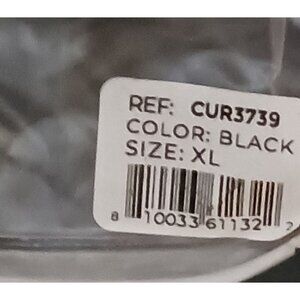 REF: CUR3739
COLOR: BLACK
SIZE: XL
8 10033 61132 2